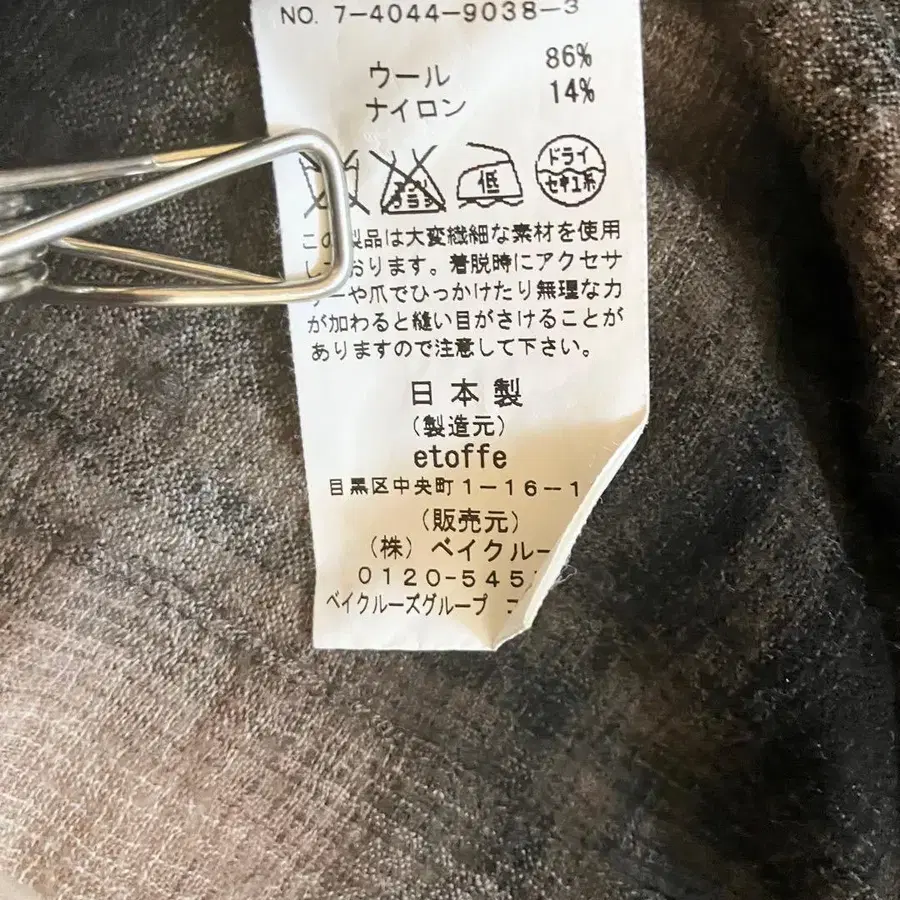 NO. 7-4044-9038-3
ウール 86%
ナイロン 14%
低
ドライ
セキユ系
製品は大変繊細な素材を使用
おります。着脱時にアクセサ
ーや爪でひっかけたり無理な力
が加わると縫い目がさけることが
ありますので注意して下さい。
日本製
(製造元)
etoffe
目黒区中央町1-16-1
(販売元)
(株)ベイクルー
0120-545
ベイクルーズグループ